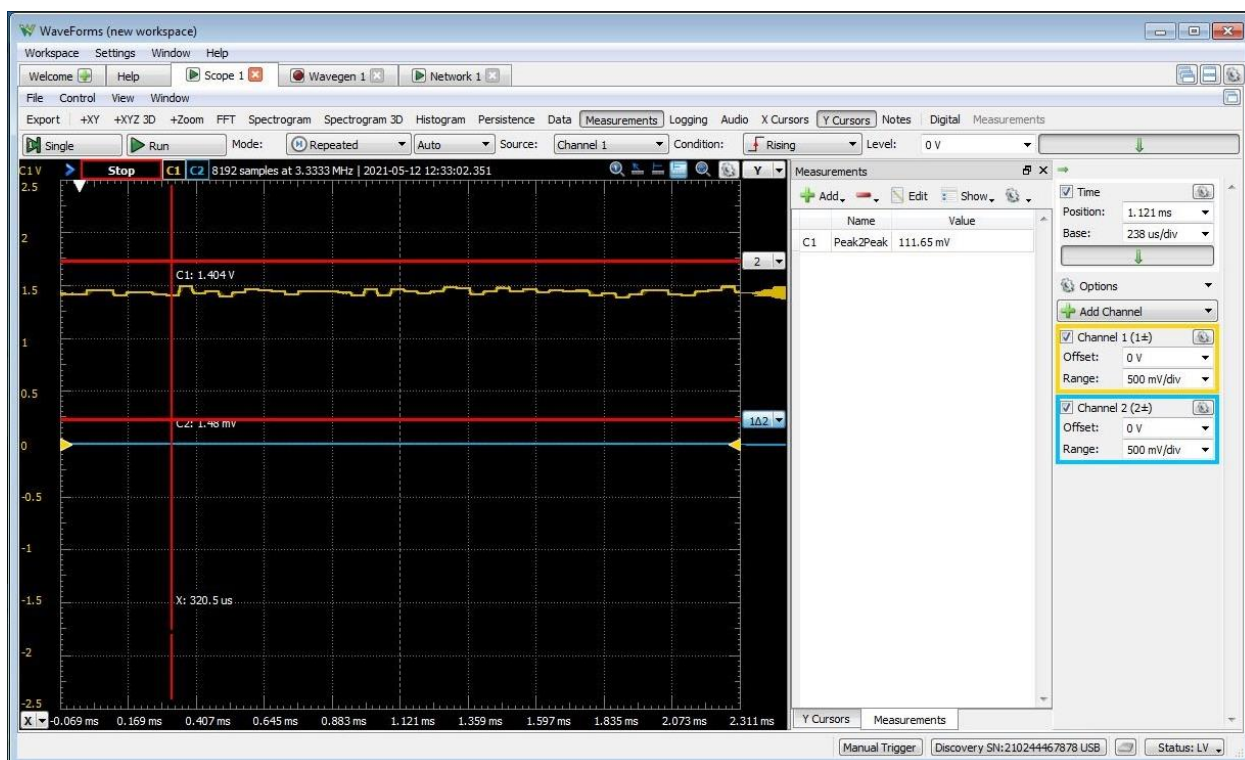 WaveForms (new workspace)
Workspace Settings Window Help
Welcome Help Scope 1 Wavegen 1 Network 1
File Control View Window
Export +XY +XYZ 3D +Zoom FFT Spectrogram Spectrogram 3D Histogram Persistence Data Measurements Logging Audio X Cursors Y Cursors Notes Digital Measurements
Single Run Mode: Repeated Auto Source: Channel 1 Condition: Rising Level: 0 V
C1 V Stop C1 C2 8192 samples at 3.3333 MHz | 2021-05-12 12:33:02.351 Y
2.5
2
1.5
1
0.5
0
-0.5
-1
-1.5
-2
-2.5
C1: 1.404 V
C2: 1.48 mV
X: 320.5 us
2
1Δ2
X -0.069 ms 0.169 ms 0.407 ms 0.645 ms 0.883 ms 1.121 ms 1.359 ms 1.597 ms 1.835 ms 2.073 ms 2.311 ms
Measurements
Add Edit Show
Name Value
C1 Peak2Peak 111.65 mV
Y Cursors Measurements
Time
Position: 1.121 ms
Base: 238 us/div
Options
Add Channel
Channel 1 (1±)
Offset: 0 V
Range: 500 mV/div
Channel 2 (2±)
Offset: 0 V
Range: 500 mV/div
Manual Trigger Discovery SN:210244467878 USB Status: LV